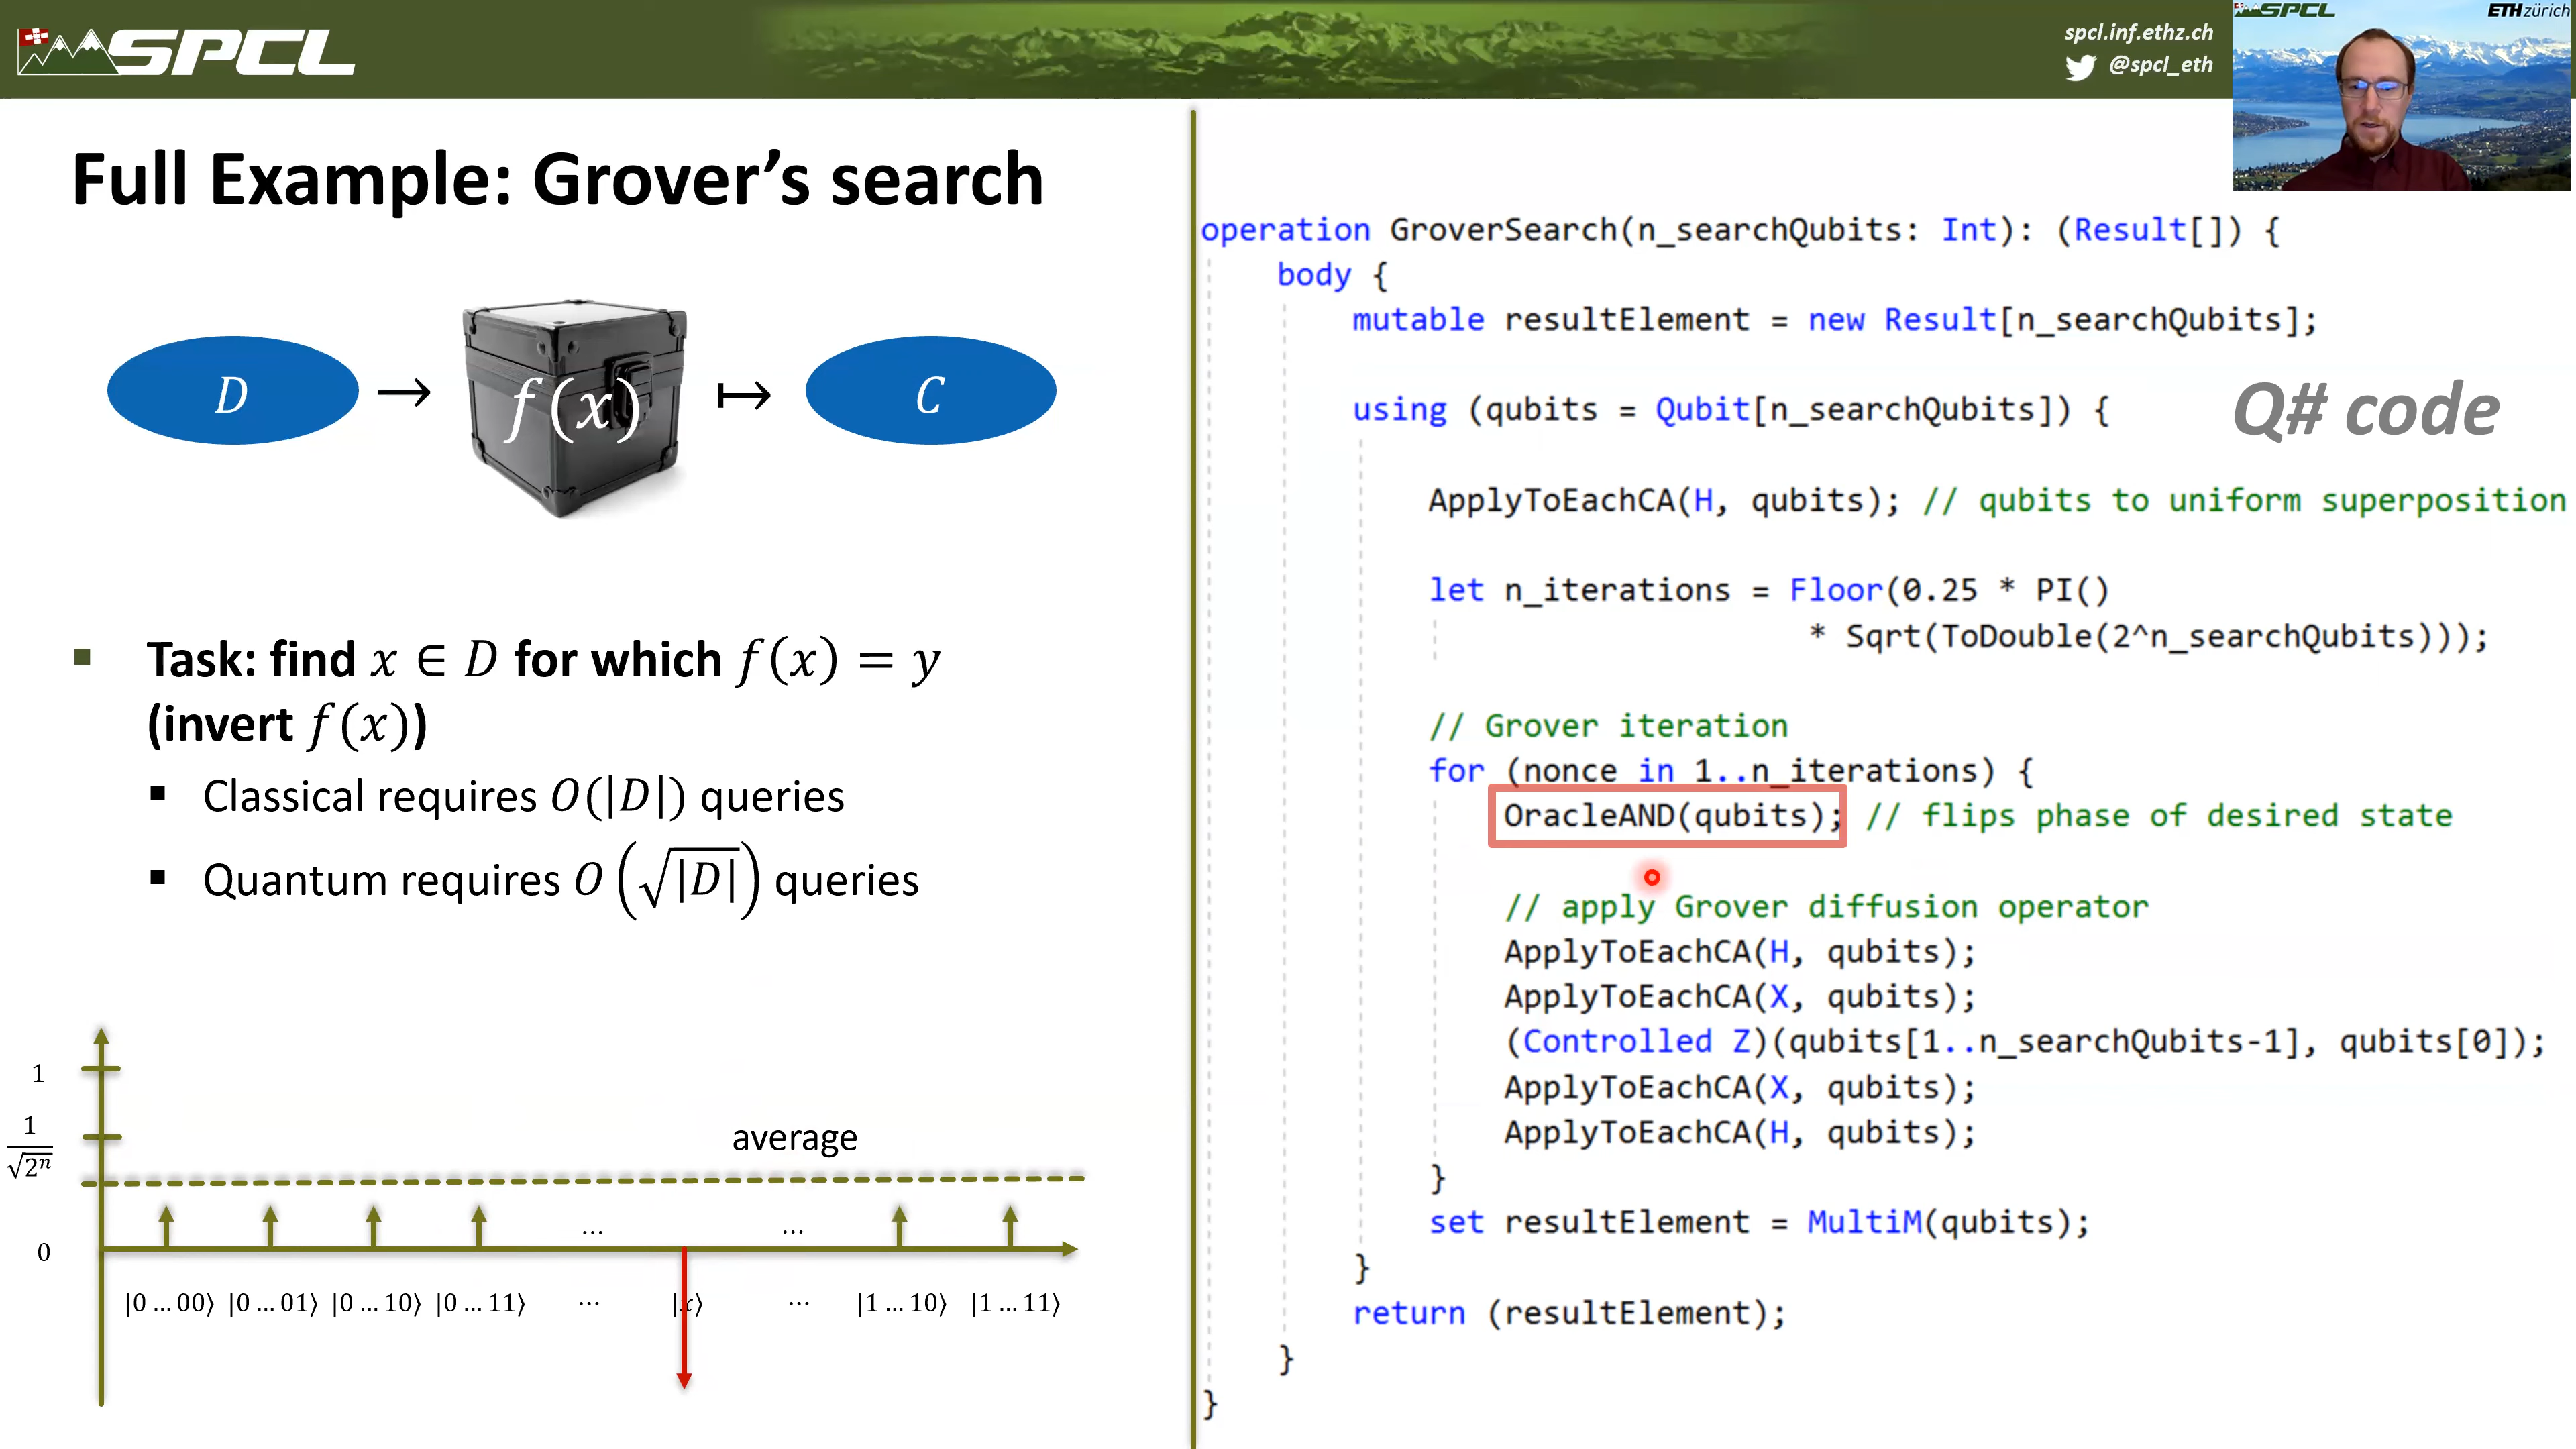 SPCL
spcl.inf.ethz.ch
@spcl_eth
SPCL
ETH zürich
Full Example: Grover's search
D → f(x) ↦ C
Task: find x ∈ D for which f(x) = y
(invert f(x))
Classical requires O(|D|) queries
Quantum requires O(√|D|) queries
1
1/√2ⁿ
average
0
... ...
|0 ... 00⟩ |0 ... 01⟩ |0 ... 10⟩ |0 ... 11⟩ ... |x⟩ ... |1 ... 10⟩ |1 ... 11⟩
operation GroverSearch(n_searchQubits: Int): (Result[]) {
body {
mutable resultElement = new Result[n_searchQubits];
using (qubits = Qubit[n_searchQubits]) {
Q# code
ApplyToEachCA(H, qubits); // qubits to uniform superposition
let n_iterations = Floor(0.25 * PI()
* Sqrt(ToDouble(2^n_searchQubits)));
// Grover iteration
for (nonce in 1..n_iterations) {
OracleAND(qubits); // flips phase of desired state
// apply Grover diffusion operator
ApplyToEachCA(H, qubits);
ApplyToEachCA(X, qubits);
(Controlled Z)(qubits[1..n_searchQubits-1], qubits[0]);
ApplyToEachCA(X, qubits);
ApplyToEachCA(H, qubits);
}
set resultElement = MultiM(qubits);
}
return (resultElement);
}
}